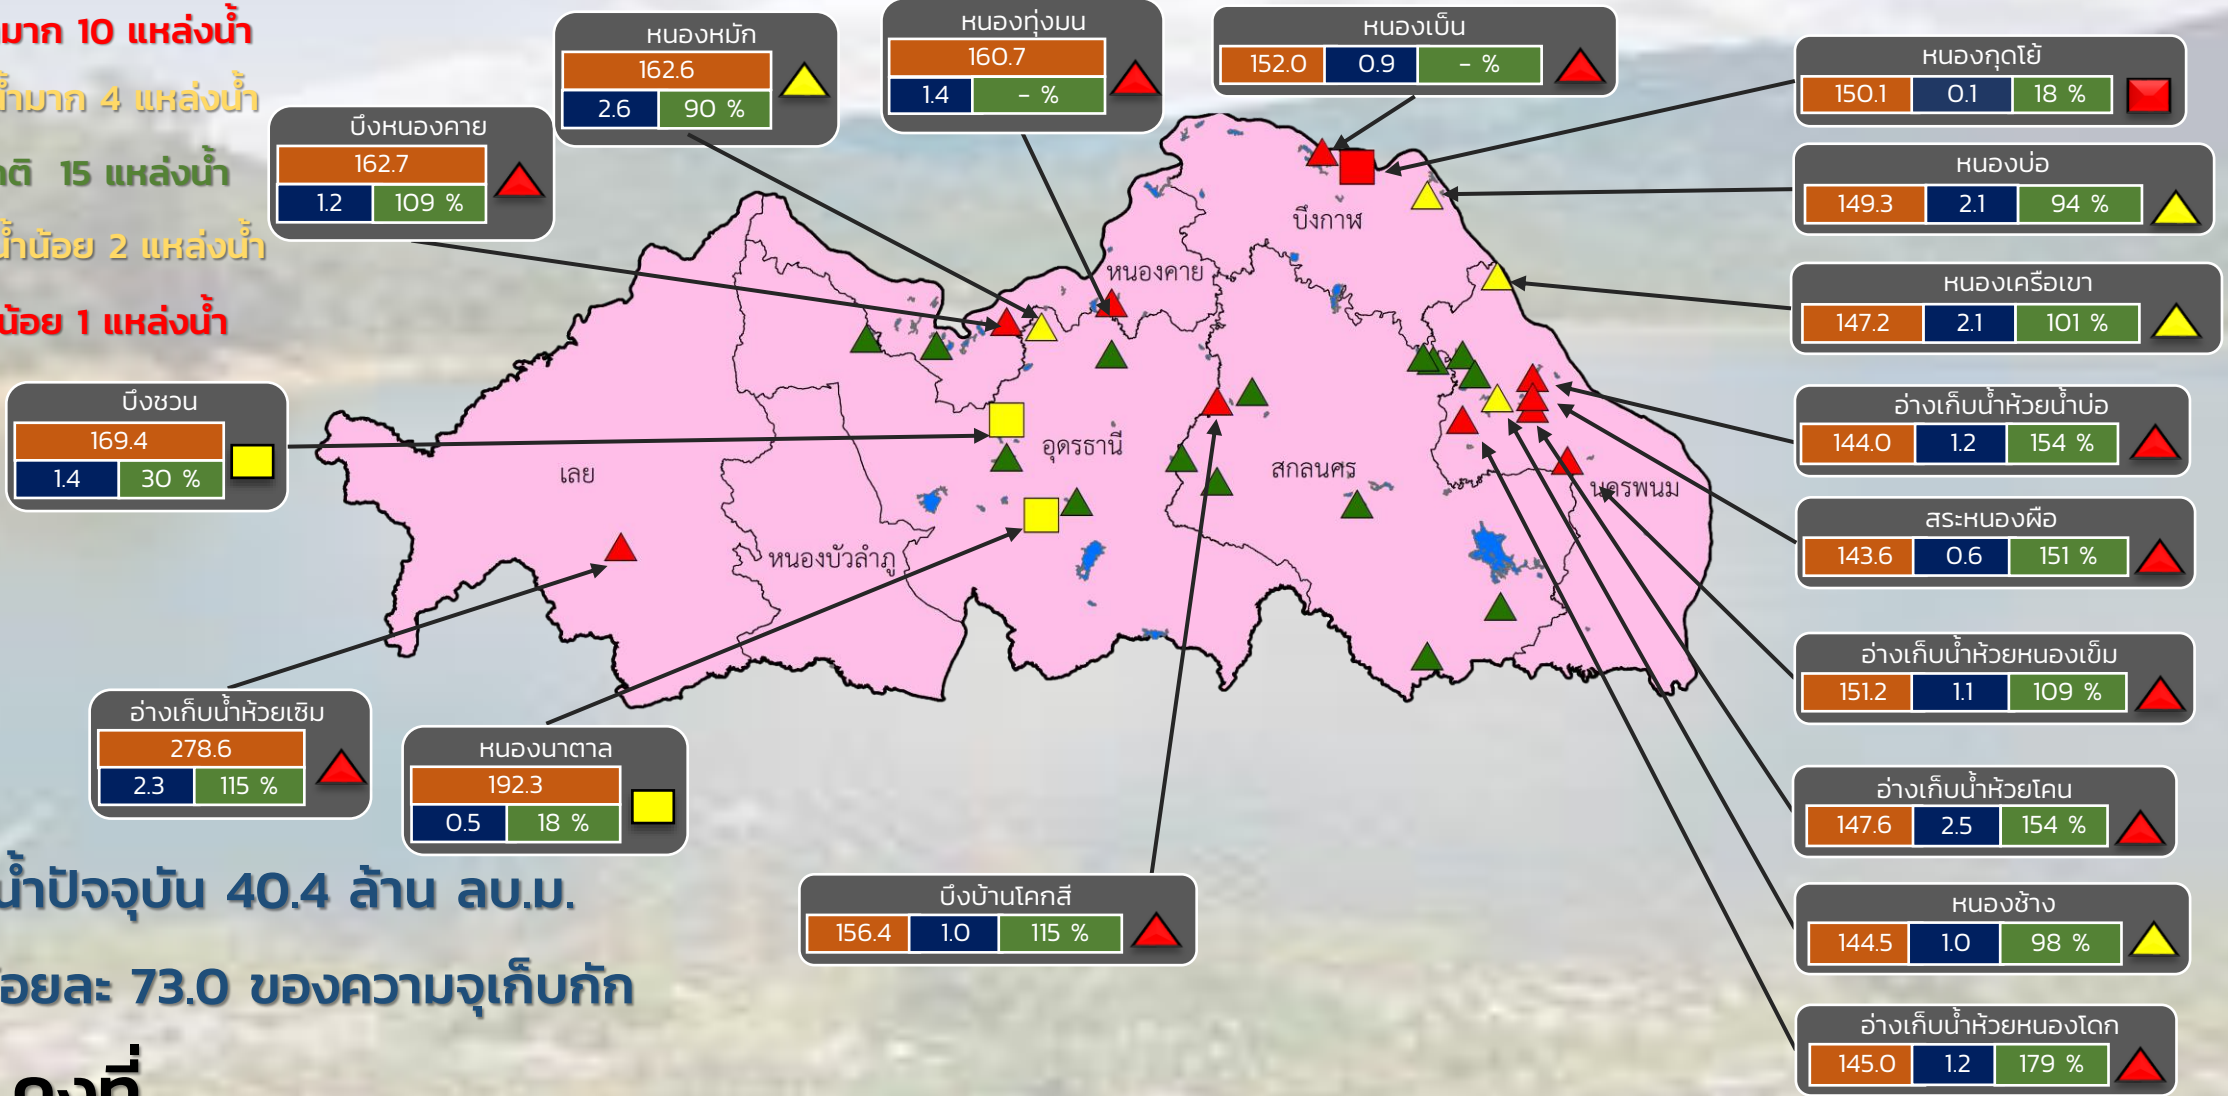 มาก 10 แหล่งน้ำ
น้ำมาก 4 แหล่งน้ำ
15 แหล่งน้ำ
น้ำน้อย 2 แหล่งน้ำ
น้อย 1 แหล่งน้ำ
บึงหนองคาย
162.7
1.2 109 %
หนองหมัก
162.6
2.6 90 %
หนองทุ่งมน
160.7
1.4 - %
หนองเบ็น
152.0 0.9 - %
หนองกุดโย้
150.1 0.1 18 %
หนองบ่อ
149.3 2.1 94 %
หนองเครือเขา
147.2 2.1 101 %
อ่างเก็บน้ำห้วยน้ำบ่อ
144.0 1.2 154 %
สระหนองผือ
143.6 0.6 151 %
อ่างเก็บน้ำห้วยหนองเข็ม
151.2 1.1 109 %
อ่างเก็บน้ำห้วยโคน
147.6 2.5 154 %
หนองช้าง
144.5 1.0 98 %
อ่างเก็บน้ำห้วยหนองโดก
145.0 1.2 179 %
บึงกาฬ
หนองคาย
อุดรธานี
เลย
สกลนคร
นครพนม
หนองบัวลำภู
บึงชวน
169.4
1.4 30 %
อ่างเก็บน้ำห้วยเซิม
278.6
2.3 115 %
หนองนาตาล
192.3
0.5 18 %
บึงบ้านโคกสี
156.4 1.0 115 %
น้ำปัจจุบัน 40.4 ล้าน ลบ.ม.
ร้อยละ 73.0 ของความจุเก็บกัก
คงที่